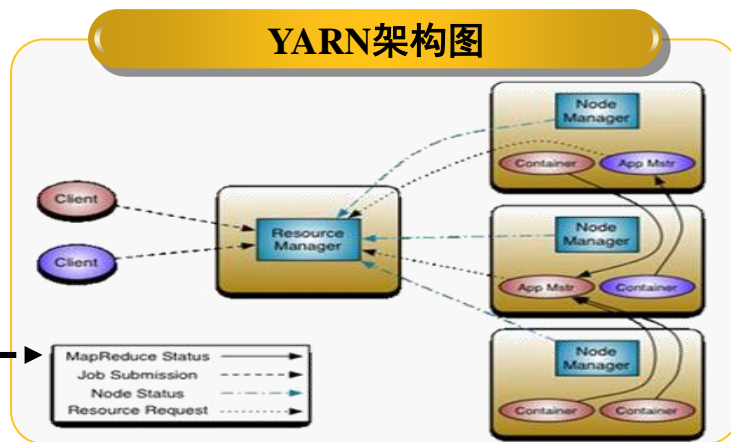 YARN架构图
Client
Client
Resource
Manager
Node
Manager
Container
App Mstr
Node
Manager
App Mstr
Container
Node
Manager
Container
Container
MapReduce Status
Job Submission
Node Status
Resource Request